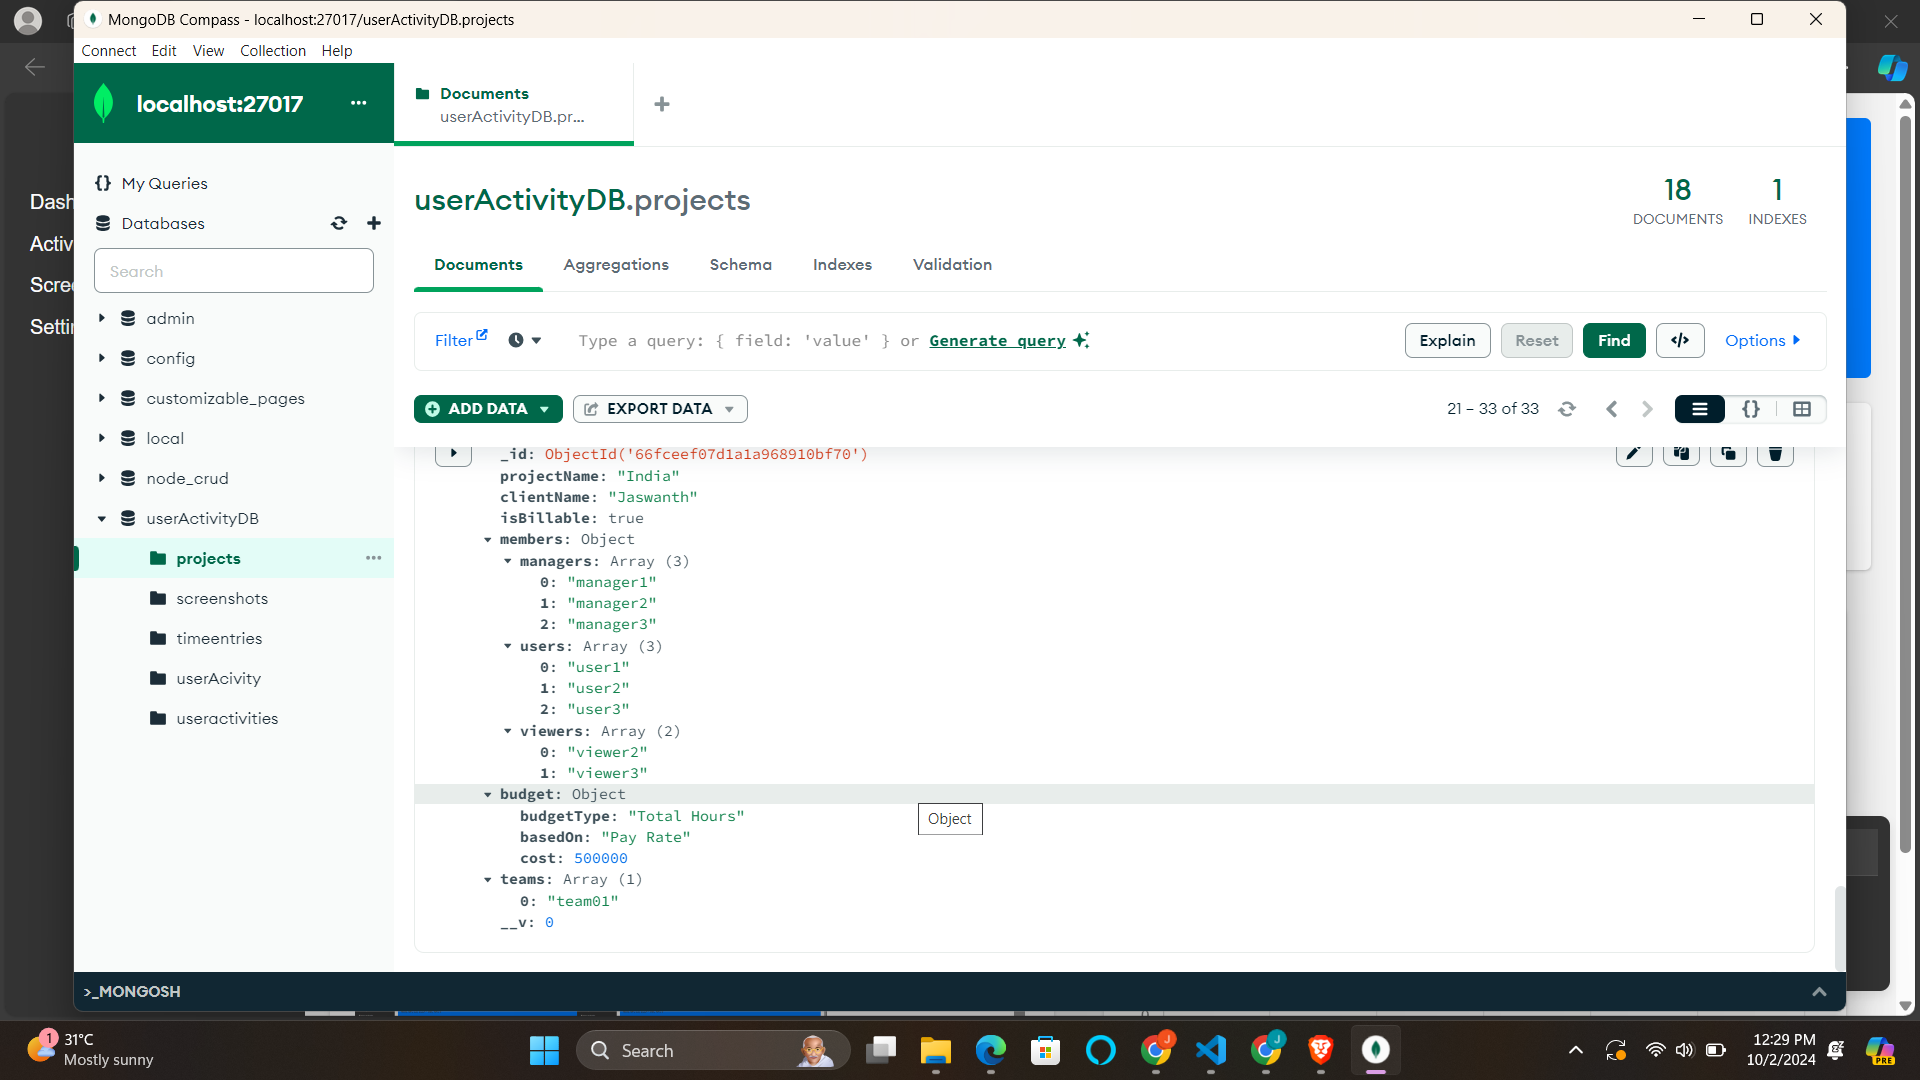 MongoDB Compass - localhost:27017/userActivityDB.projects
Connect Edit View Collection Help
localhost:27017
Documents
userActivityDB.pr...
My Queries
Databases
Search
admin
config
customizable_pages
local
node_crud
userActivityDB
projects
screenshots
timeentries
userAcivity
useractivities
userActivityDB.projects
18
DOCUMENTS
1
INDEXES
Documents Aggregations Schema Indexes Validation
Filter
Type a query: { field: 'value' } or Generate query
Explain Reset Find </> Options
ADD DATA EXPORT DATA
21 – 33 of 33
{}
_id: ObjectId('66fceef07d1a1a968910bf70')
projectName: "India"
clientName: "Jaswanth"
isBillable: true
members: Object
managers: Array (3)
0: "manager1"
1: "manager2"
2: "manager3"
users: Array (3)
0: "user1"
1: "user2"
2: "user3"
viewers: Array (2)
0: "viewer2"
1: "viewer3"
budget: Object
budgetType: "Total Hours"
Object
basedOn: "Pay Rate"
cost: 500000
teams: Array (1)
0: "team01"
__v: 0
>_MONGOSH
Dash
Activ
Scree
Settin
1
31°C
Mostly sunny
Search
J
J
12:29 PM
10/2/2024
PRE